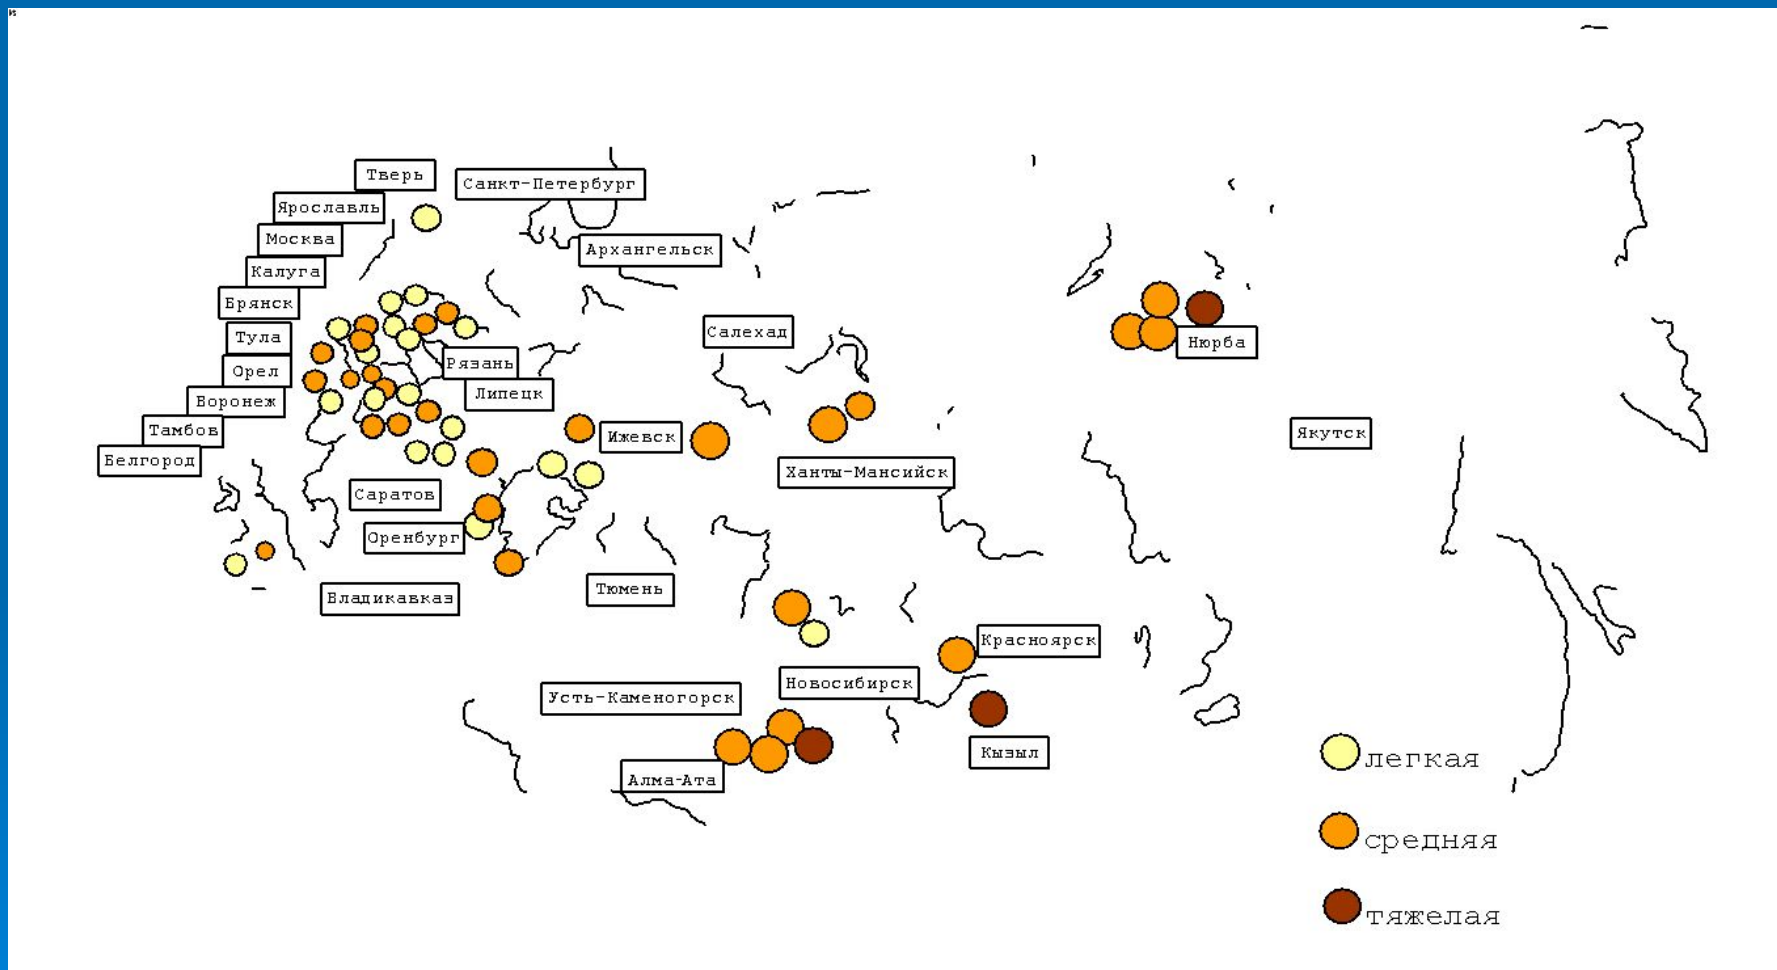 Тверь
Санкт-Петербург
Ярославль
Москва
Архангельск
Калуга
Брянск
Тула
Салехад
Нюрба
Рязань
Орел
Липецк
Воронеж
Тамбов
Ижевск
Якутск
Белгород
Ханты-Мансийск
Саратов
Оренбург
Тюмень
Владикавказ
Красноярск
Новосибирск
Усть-Каменогорск
Кызыл
Алма-Ата
легкая
средняя
тяжелая